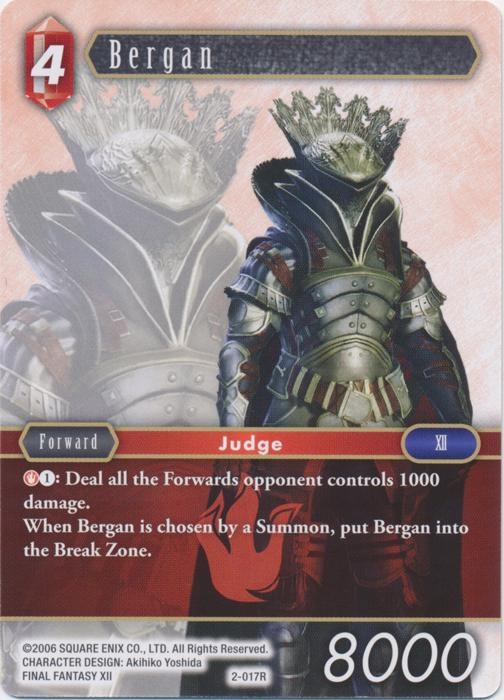 4
Bergan
Forward
Judge
XII
1: Deal all the Forwards opponent controls 1000
damage.
When Bergan is chosen by a Summon, put Bergan into
the Break Zone.
©2006 SQUARE ENIX CO., LTD. All Rights Reserved.
CHARACTER DESIGN: Akihiko Yoshida
FINAL FANTASY XII
2-017R
8000